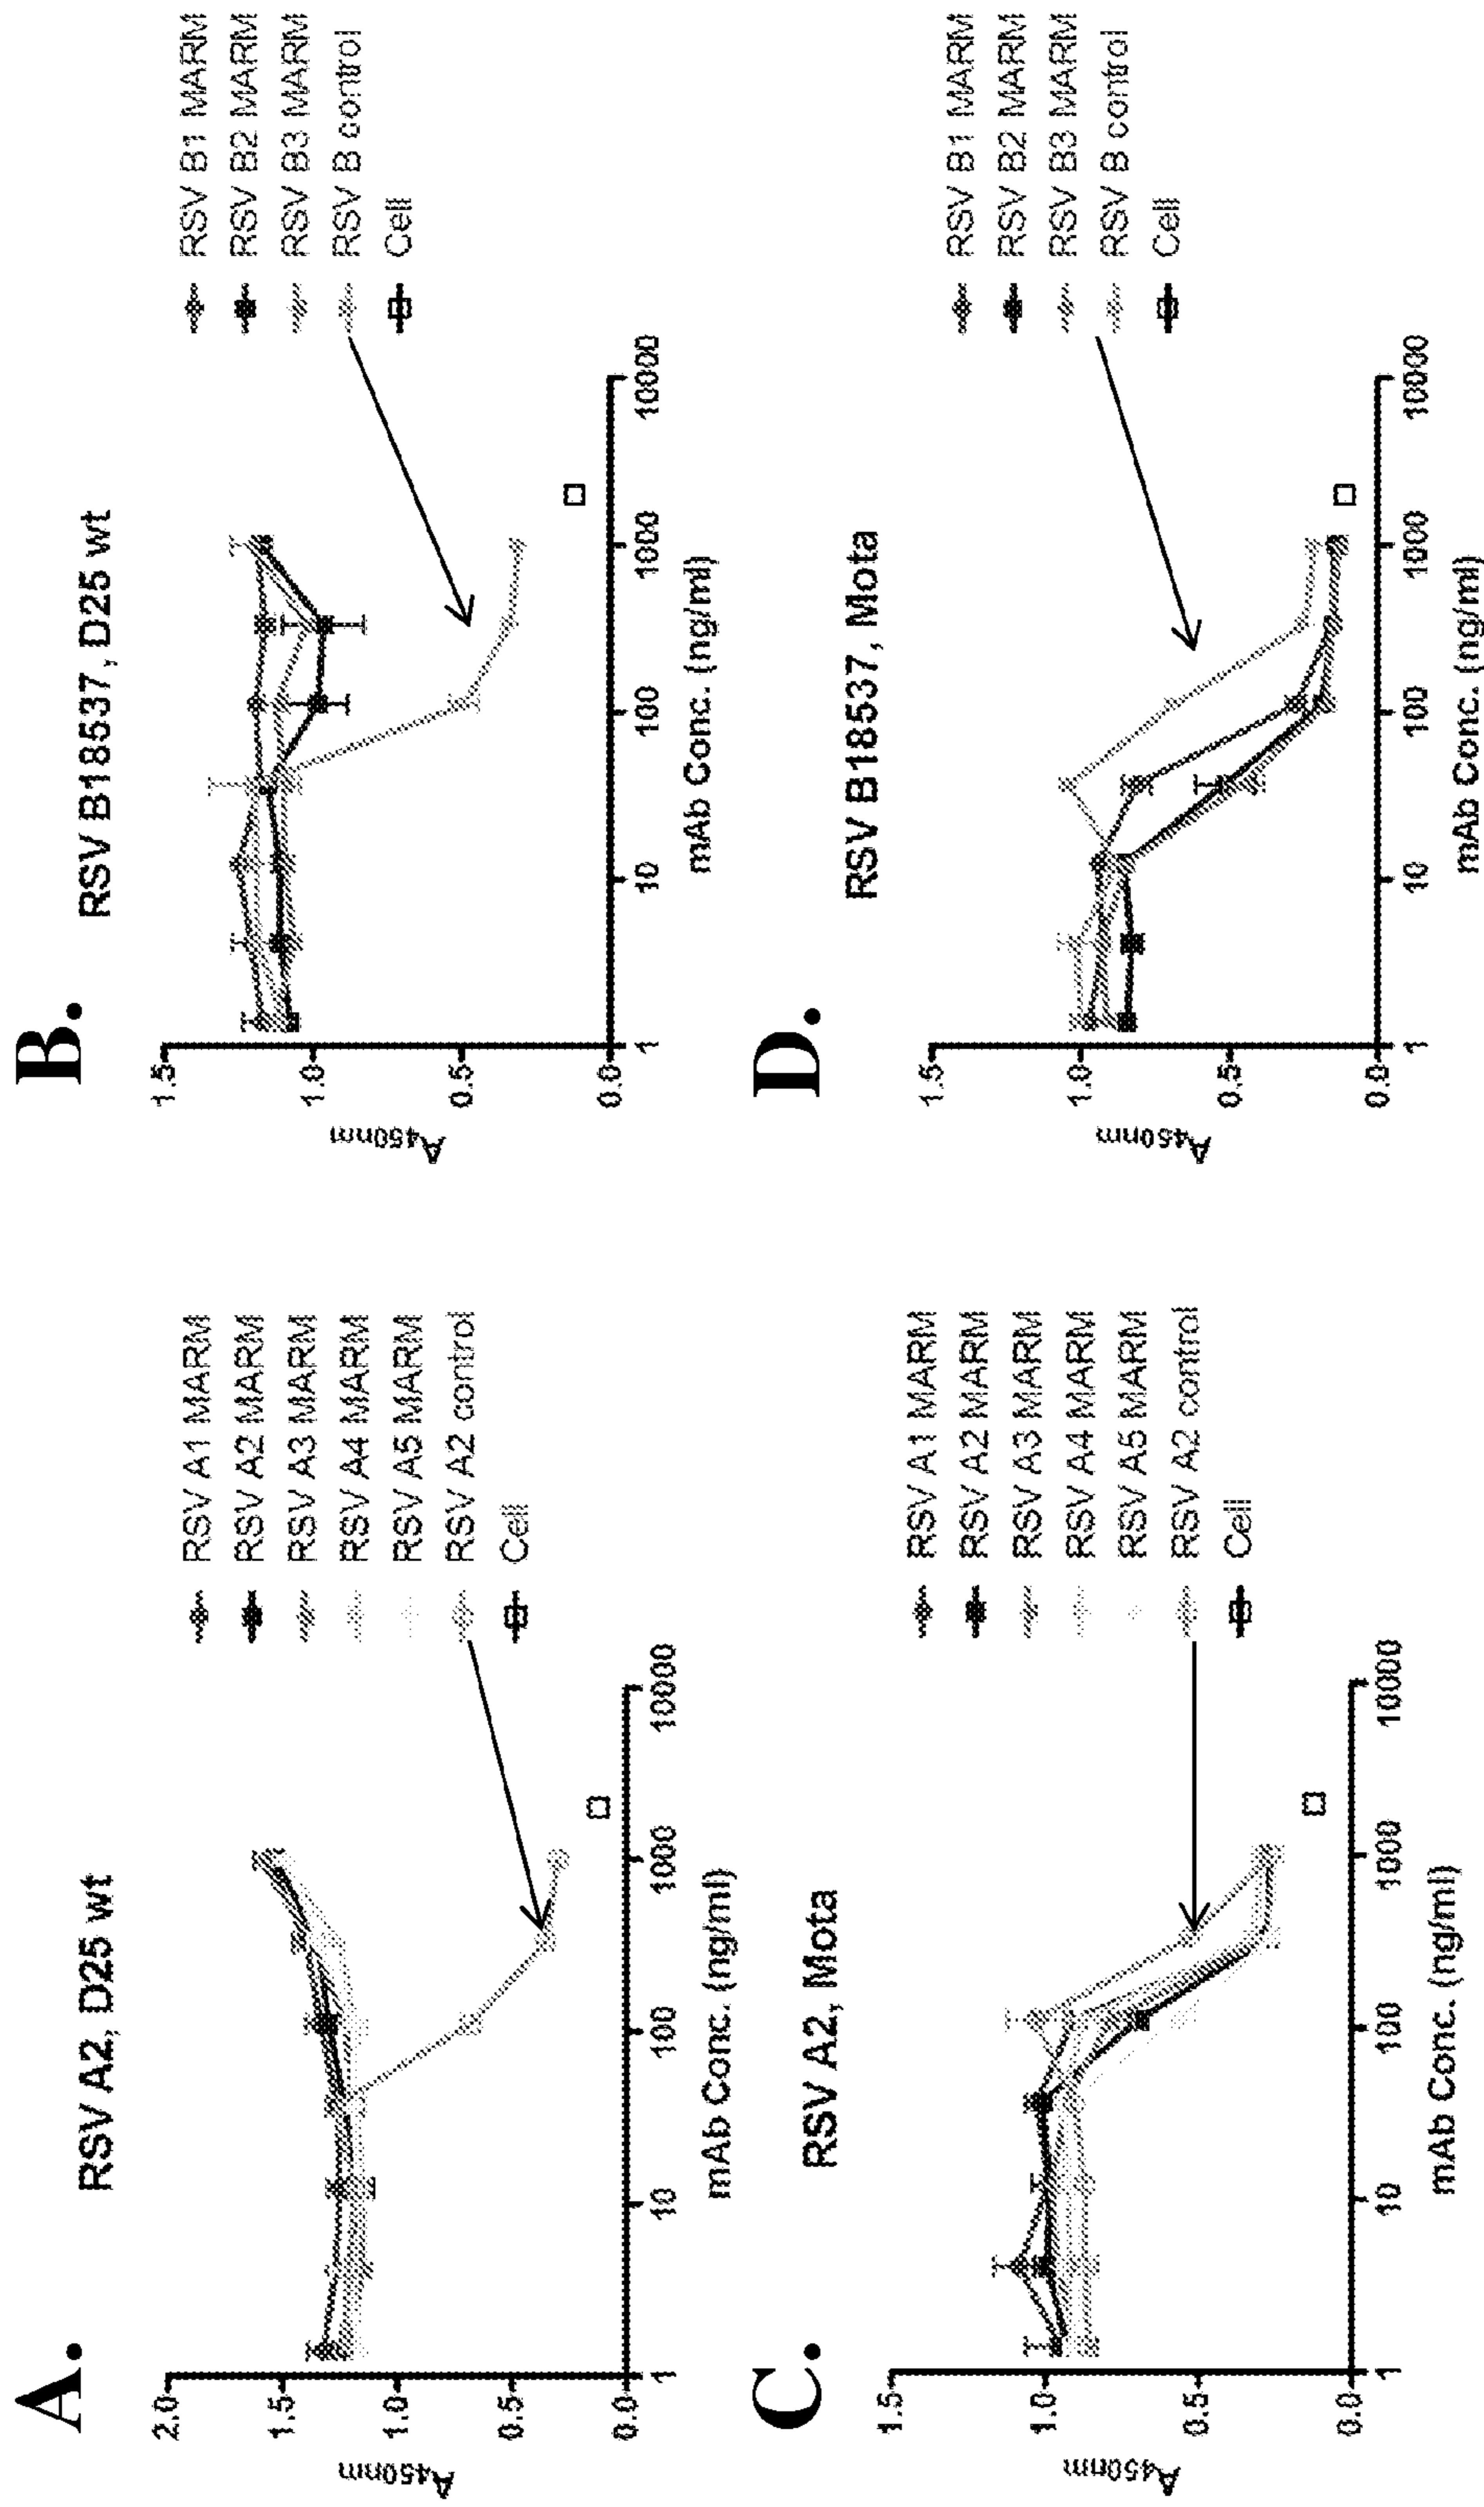 A.
RSV A2, D25 wt
2.0
1.5
1.0
0.5
0.0
A450nm
1
10
100
1000
10000
mAb Conc. (ng/ml)
RSV A1 MARM
RSV A2 MARM
RSV A3 MARM
RSV A4 MARM
RSV A5 MARM
RSV A2 control
Cell
B.
RSV B18537, D25 wt
1.5
1.0
0.5
0.0
A450nm
1
10
100
1000
10000
mAb Conc. (ng/ml)
RSV B1 MARM
RSV B2 MARM
RSV B3 MARM
RSV B control
Cell
C.
RSV A2, Mota
1.5
1.0
0.5
0.0
A450nm
1
10
100
1000
10000
mAb Conc. (ng/ml)
RSV A1 MARM
RSV A2 MARM
RSV A3 MARM
RSV A4 MARM
RSV A5 MARM
RSV A2 control
Cell
D.
RSV B18537, Mota
1.5
1.0
0.5
0.0
A450nm
1
10
100
1000
10000
mAb Conc. (ng/ml)
RSV B1 MARM
RSV B2 MARM
RSV B3 MARM
RSV B control
Cell